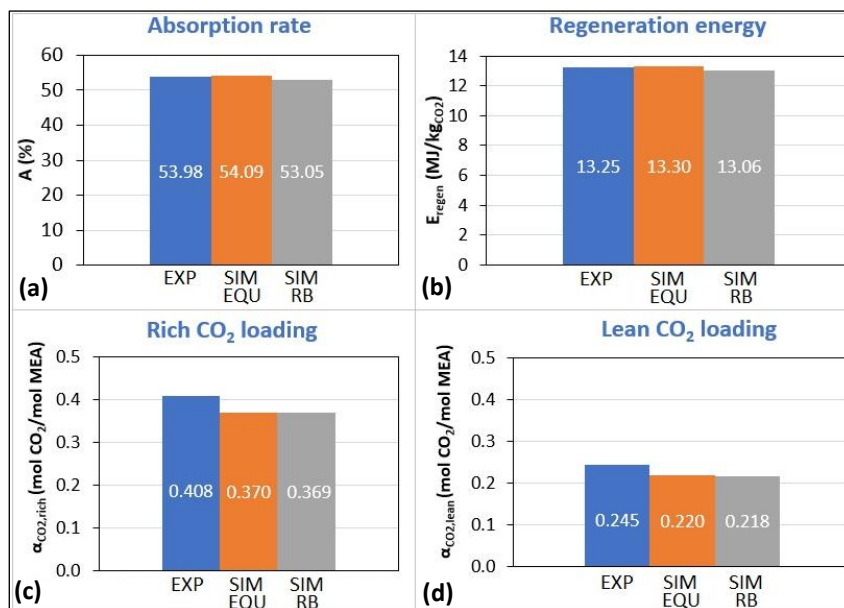 Absorption rate
A (%)
60
50
40
30
20
10
0
53.98
54.09
53.05
EXP
SIM
EQU
SIM
RB
(a)
Regeneration energy
E_regen (MJ/kg_CO2)
14
12
10
8
6
4
2
0
13.25
13.30
13.06
EXP
SIM
EQU
SIM
RB
(b)
Rich CO₂ loading
α_CO2,rich (mol CO₂/mol MEA)
0.5
0.4
0.3
0.2
0.1
0.0
0.408
0.370
0.369
EXP
SIM
EQU
SIM
RB
(c)
Lean CO₂ loading
α_CO2,lean (mol CO₂/mol MEA)
0.5
0.4
0.3
0.2
0.1
0.0
0.245
0.220
0.218
EXP
SIM
EQU
SIM
RB
(d)